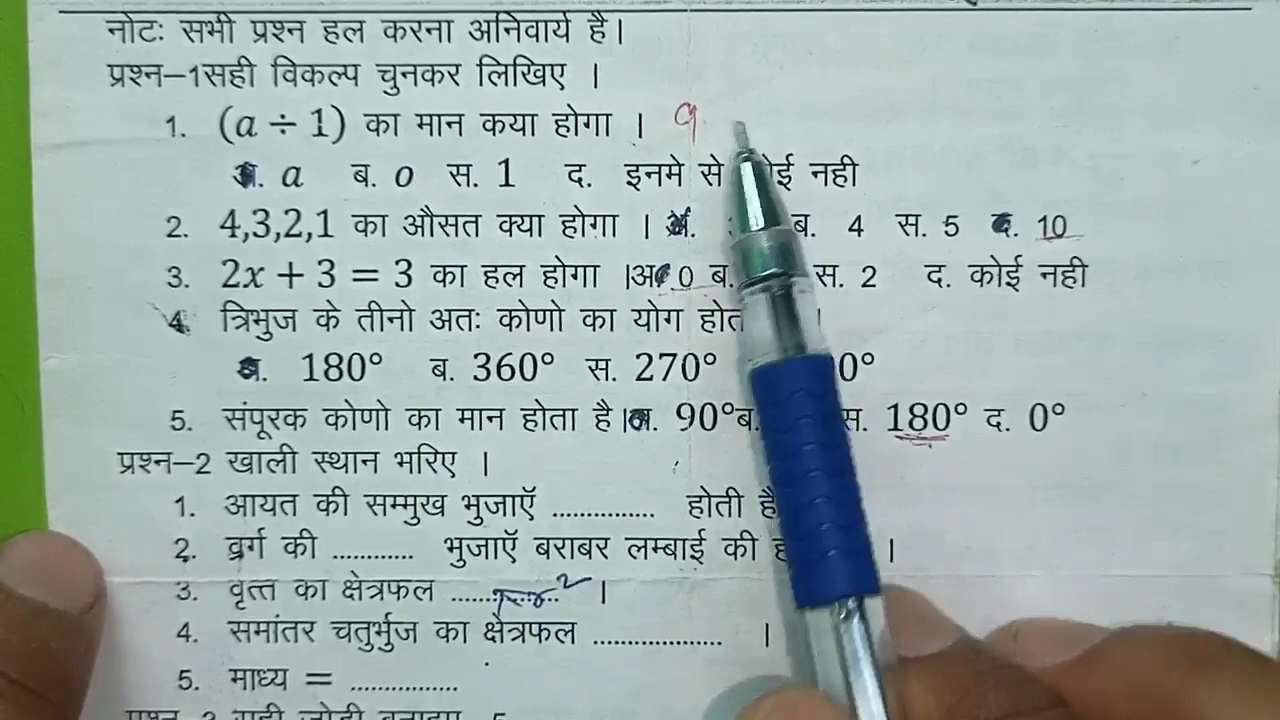 नोटः सभी प्रश्न हल करना अनिवार्य है।
प्रश्न–1सही विकल्प चुनकर लिखिए ।
1. (a ÷ 1) का मान कया होगा । a
अ. a ब. o स. 1 द. इनमे से नही
2. 4,3,2,1 का औसत क्या होगा । अ. ब. 4 स. 5 द. 10
3. 2x + 3 = 3 का हल होगा ।अ. 0 ब. स. 2 द. कोई नही
4. त्रिभुज के तीनो अतः कोणो का योग
अ. 180° ब. 360° स. 270°
5. संपूरक कोणो का मान होता है।अ. 90°ब. स. 180° द. 0°
प्रश्न–2 खाली स्थान भरिए ।
1. आयत की सम्मुख भुजाएँ .............. होती
2. व्रर्ग की ........... भुजाएँ बराबर लम्बाई की ।
3. वृत्त का क्षेत्रफल .............. πr² ।
4. समांतर चतुर्भुज का क्षेत्रफल ................. ।
5. माध्य = ..............